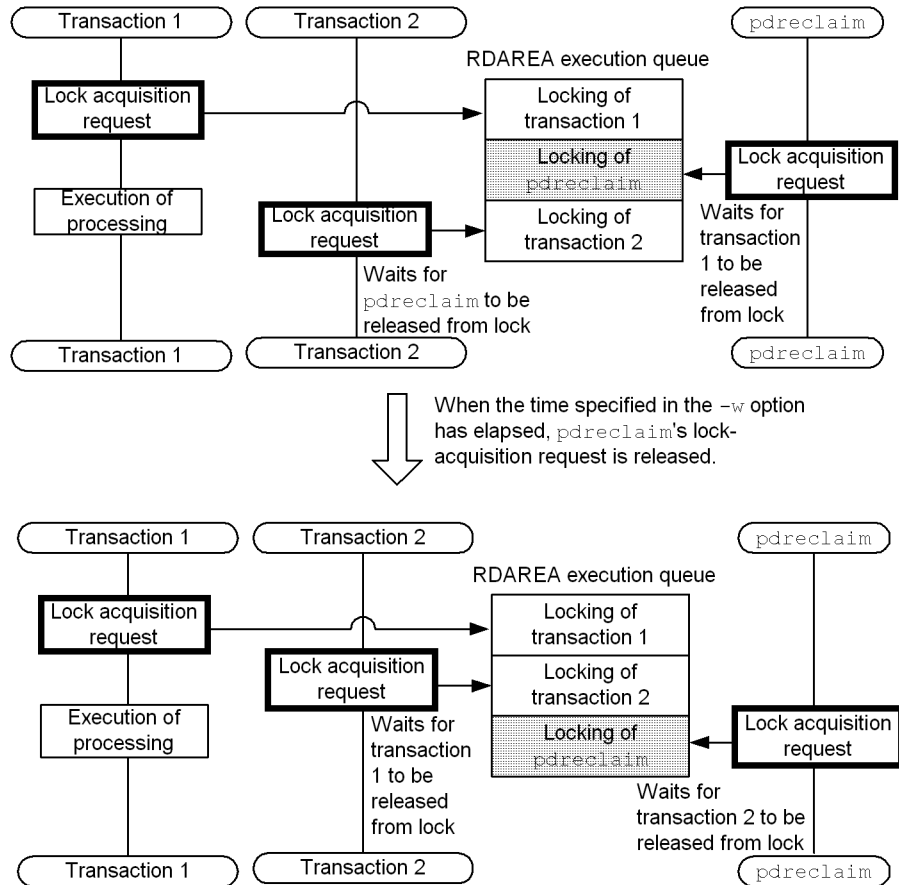 Transaction 1
Transaction 2
pdreclaim
RDAREA execution queue
Lock acquisition
request
Locking of
transaction 1
Locking of
pdreclaim
Lock acquisition
request
Execution of
processing
Lock acquisition
request
Locking of
transaction 2
Waits for
transaction
1 to be
released
from lock
Waits for
pdreclaim to be
released from lock
Transaction 1
Transaction 2
pdreclaim
When the time specified in the -w option
has elapsed, pdreclaim's lock-
acquisition request is released.
Transaction 1
Transaction 2
pdreclaim
RDAREA execution queue
Lock acquisition
request
Locking of
transaction 1
Lock acquisition
request
Locking of
transaction 2
Execution of
processing
Waits for
transaction
1 to be
released
from lock
Locking of
pdreclaim
Lock acquisition
request
Waits for
transaction 2 to be
released from lock
Transaction 1
Transaction 2
pdreclaim